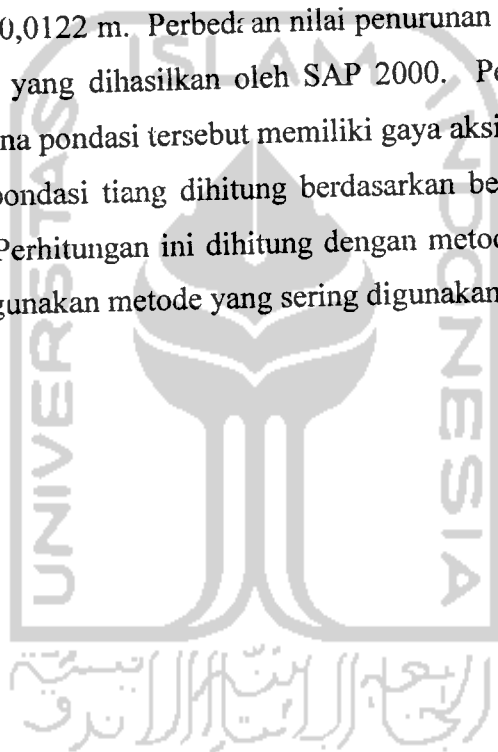 0,0122 m. Perbedaan nilai penurunan
yang dihasilkan oleh SAP 2000. Pe
na pondasi tersebut memiliki gaya aksi
pondasi tiang dihitung berdasarkan be
Perhitungan ini dihitung dengan metod
gunakan metode yang sering digunakan
ISLAM
UNIVERSITAS
INDONESIA